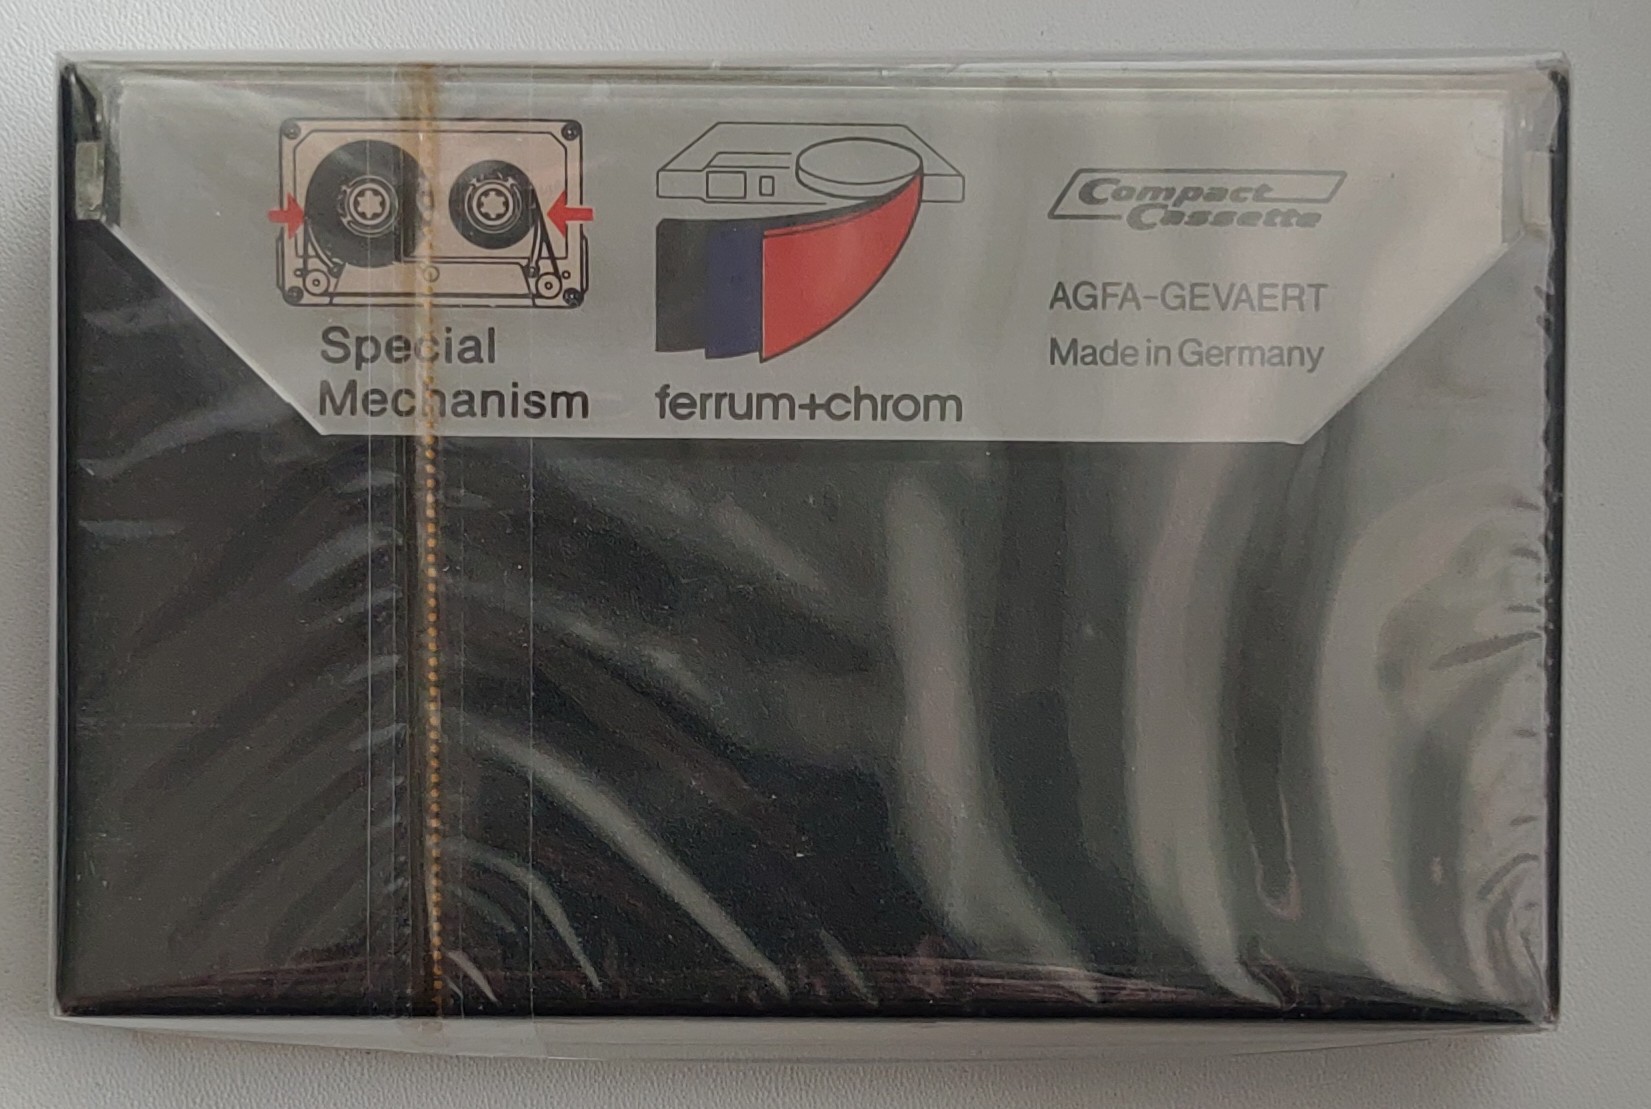 Special
Mechanism
ferrum+chrom
Compact
Cassette
AGFA-GEVAERT
Made in Germany